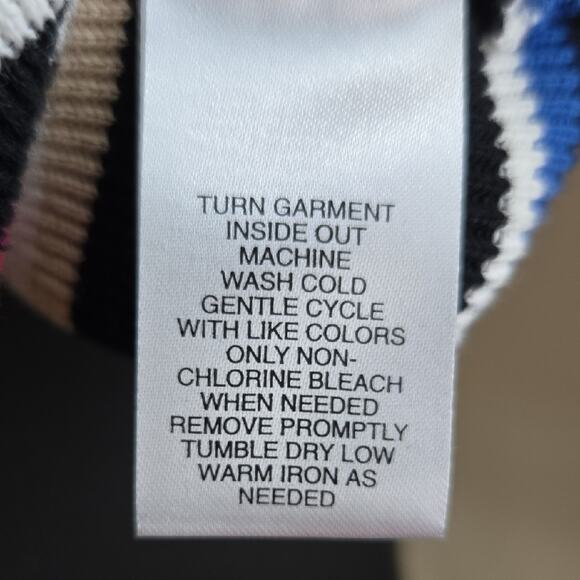 TURN GARMENT
INSIDE OUT
MACHINE
WASH COLD
GENTLE CYCLE
WITH LIKE COLORS
ONLY NON-
CHLORINE BLEACH
WHEN NEEDED
REMOVE PROMPTLY
TUMBLE DRY LOW
WARM IRON AS
NEEDED